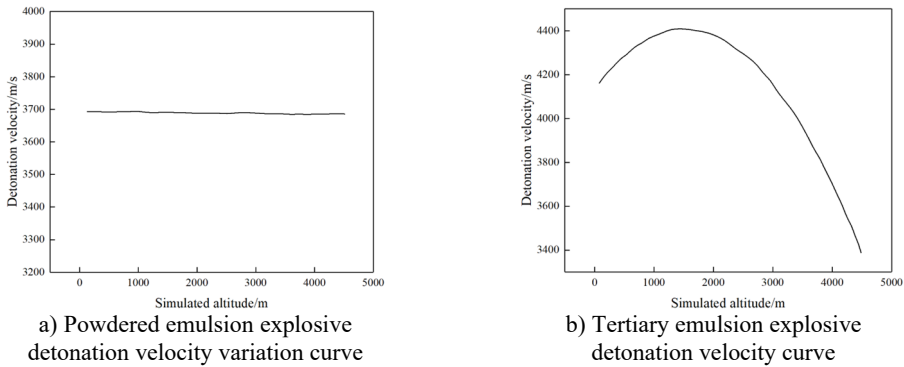 4000
3900
3800
3700
3600
3500
3400
3300
3200
Detonation velocity/m/s
0 1000 2000 3000 4000 5000
Simulated altitude/m
a) Powdered emulsion explosive
detonation velocity variation curve
4400
4200
4000
3800
3600
3400
Detonation velocity/m/s
0 1000 2000 3000 4000 5000
Simulated altitude/m
b) Tertiary emulsion explosive
detonation velocity curve